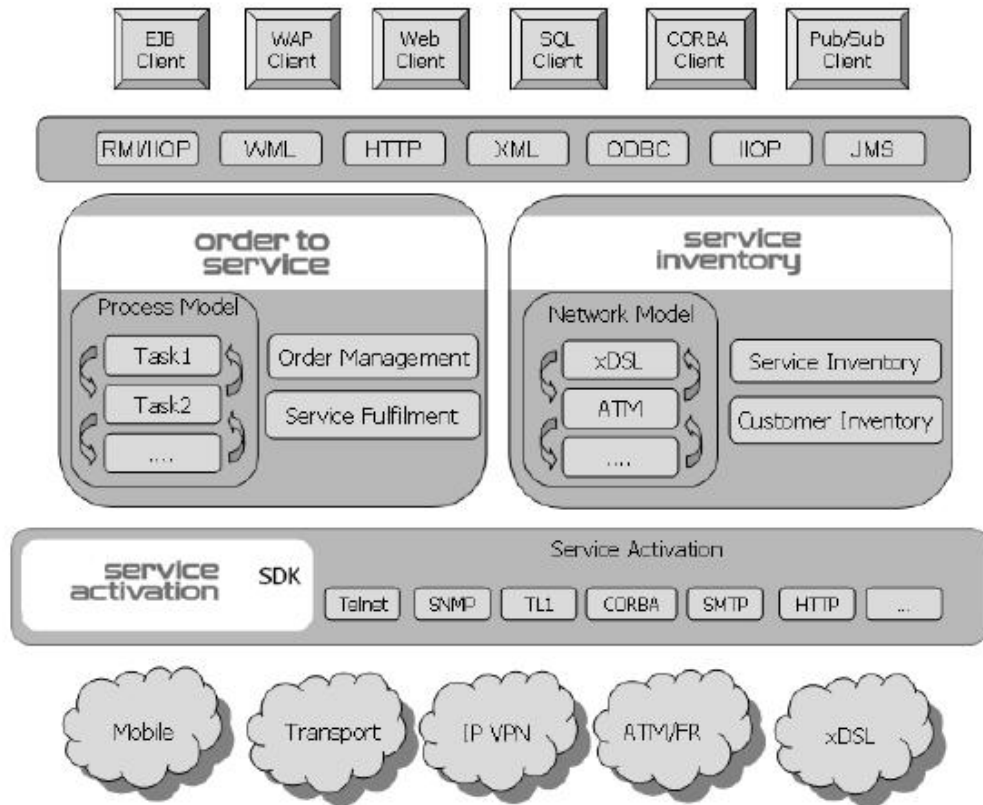 EJB Client
WAP Client
Web Client
SQL Client
CORBA Client
Pub/Sub Client
RMI/IIOP
WML
HTTP
XML
ODBC
IIOP
JMS
order to
service
Process Model
Task1
Task2
....
Order Management
Service Fulfilment
service
inventory
Network Model
xDSL
ATM
....
Service Inventory
Customer Inventory
service
activation
SDK
Service Activation
Telnet
SNMP
TL1
CORBA
SMTP
HTTP
...
Mobile
Transport
IP VPN
ATM/FR
xDSL